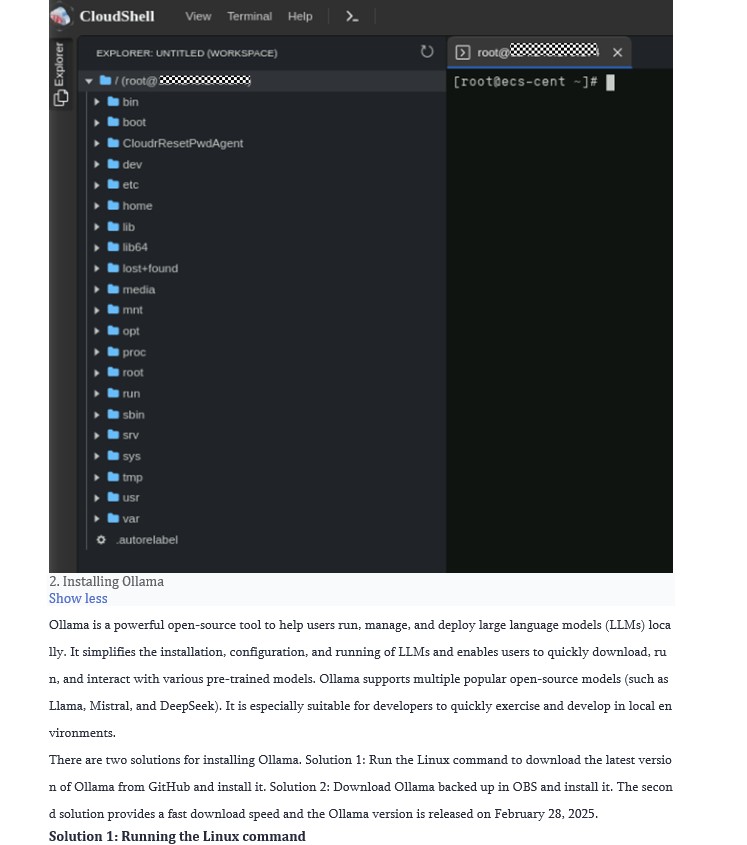 CloudShell View Terminal Help
Explorer
EXPLORER: UNTITLED (WORKSPACE)
root@
/ (root@
[root@ecs-cent ~]#
bin
boot
CloudrResetPwdAgent
dev
etc
home
lib
lib64
lost+found
media
mnt
opt
proc
root
run
sbin
srv
sys
tmp
usr
var
.autorelabel
2. Installing Ollama
Show less
Ollama is a powerful open-source tool to help users run, manage, and deploy large language models (LLMs) loca
lly. It simplifies the installation, configuration, and running of LLMs and enables users to quickly download, ru
n, and interact with various pre-trained models. Ollama supports multiple popular open-source models (such as
Llama, Mistral, and DeepSeek). It is especially suitable for developers to quickly exercise and develop in local en
vironments.
There are two solutions for installing Ollama. Solution 1: Run the Linux command to download the latest versio
n of Ollama from GitHub and install it. Solution 2: Download Ollama backed up in OBS and install it. The secon
d solution provides a fast download speed and the Ollama version is released on February 28, 2025.
Solution 1: Running the Linux command